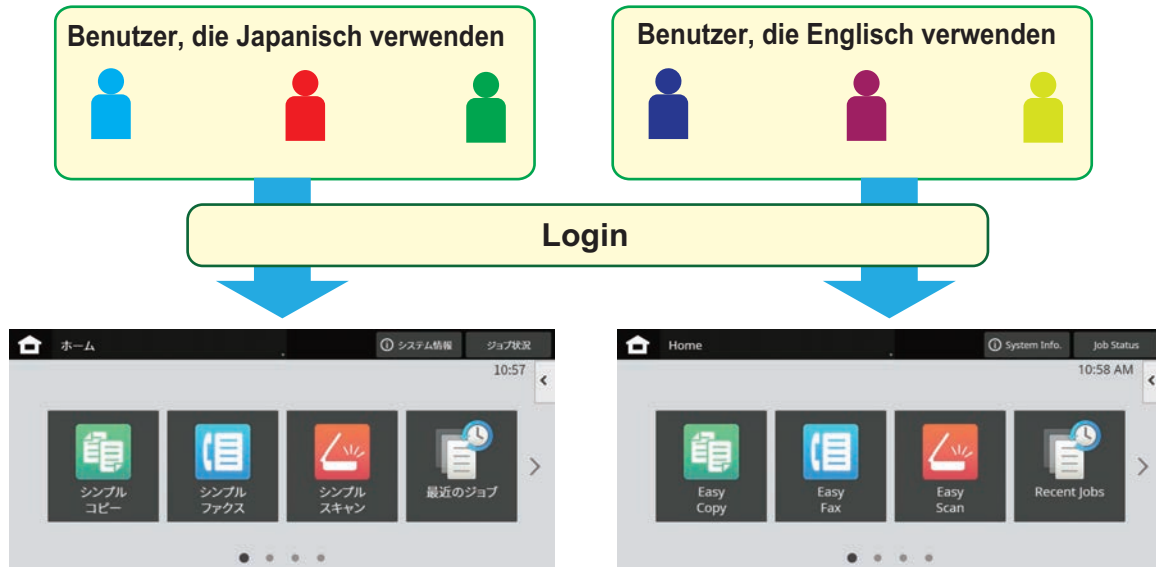 Benutzer, die Japanisch verwenden
Benutzer, die Englisch verwenden
Login
ホーム
システム情報
ジョブ状況
10:57
シンプル
コピー
シンプル
ファクス
シンプル
スキャン
最近のジョブ
Home
System Info.
Job Status
10:58 AM
Easy
Copy
Easy
Fax
Easy
Scan
Recent Jobs